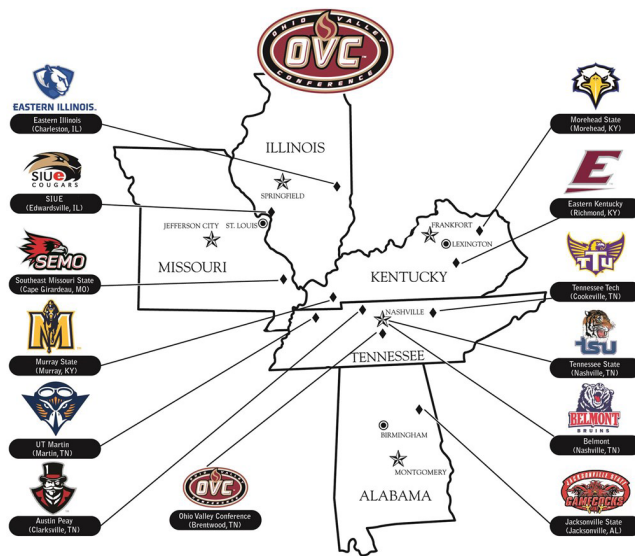 OHIO VALLEY
OVC
CONFERENCE
EASTERN ILLINOIS.
Eastern Illinois
(Charleston, IL)
SIUE
COUGARS
SIUE
(Edwardsville, IL)
SEMO
Southeast Missouri State
(Cape Girardeau, MO)
M
Murray State
(Murray, KY)
UT Martin
(Martin, TN)
Austin Peay
(Clarksville, TN)
OHIO VALLEY
OVC
CONFERENCE
Ohio Valley Conference
(Brentwood, TN)
ILLINOIS
SPRINGFIELD
JEFFERSON CITY
ST. LOUIS
MISSOURI
FRANKFORT
LEXINGTON
KENTUCKY
NASHVILLE
TENNESSEE
BIRMINGHAM
MONTGOMERY
ALABAMA
Morehead State
(Morehead, KY)
E
Eastern Kentucky
(Richmond, KY)
TTU
Tennessee Tech
(Cookeville, TN)
tsu
Tennessee State
(Nashville, TN)
BELMONT
BRUINS
Belmont
(Nashville, TN)
JACKSONVILLE STATE
GAMECOCKS
Jacksonville State
(Jacksonville, AL)